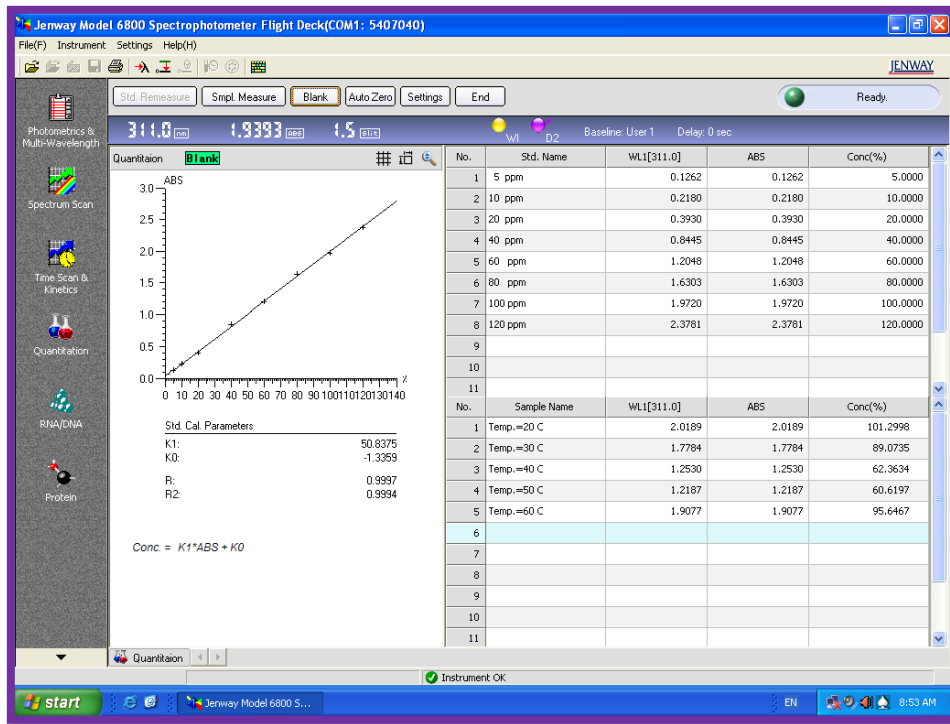 Jenway Model 6800 Spectrophotometer Flight Deck(COM1: 5407040)
File(F) Instrument Settings Help(H)
JENWAY
Std. Remeasure Smpl. Measure Blank Auto Zero Settings End Ready.
311.0 nm 1.9393 ABS 1.5 Slit WI D2 Baseline: User 1 Delay: 0 sec
Photometrics &
Multi-Wavelength
Spectrum Scan
Time Scan &
Kinetics
Quantitation
RNA/DNA
Protein
Quantitaion Blank
ABS
3.0
2.5
2.0
1.5
1.0
0.5
0.0
%
0 10 20 30 40 50 60 70 80 90 100110120130140
Std. Cal. Parameters
K1: 50.8375
K0: -1.3359
R: 0.9997
R2: 0.9994
Conc. = K1*ABS + K0
No. Std. Name WL1[311.0] ABS Conc(%)
1 5 ppm 0.1262 0.1262 5.0000
2 10 ppm 0.2180 0.2180 10.0000
3 20 ppm 0.3930 0.3930 20.0000
4 40 ppm 0.8445 0.8445 40.0000
5 60 ppm 1.2048 1.2048 60.0000
6 80 ppm 1.6303 1.6303 80.0000
7 100 ppm 1.9720 1.9720 100.0000
8 120 ppm 2.3781 2.3781 120.0000
9
10
11
No. Sample Name WL1[311.0] ABS Conc(%)
1 Temp.=20 C 2.0189 2.0189 101.2998
2 Temp.=30 C 1.7784 1.7784 89.0735
3 Temp.=40 C 1.2530 1.2530 62.3634
4 Temp.=50 C 1.2187 1.2187 60.6197
5 Temp.=60 C 1.9077 1.9077 95.6467
6
7
8
9
10
11
Quantitaion
Instrument OK
start Jenway Model 6800 S... EN 8:53 AM